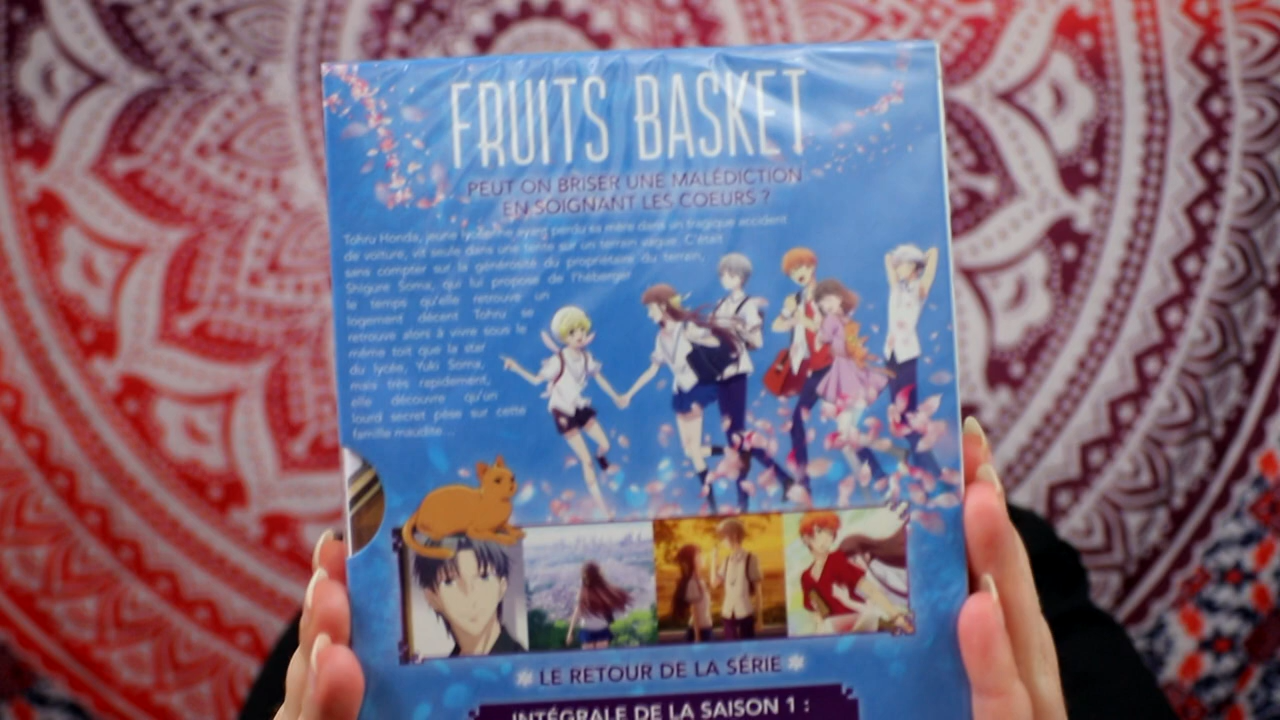 FRUITS BASKET
PEUT ON BRISER UNE MALÉDICTION
EN SOIGNANT LES COEURS ?
Tohru Honda, jeune lycéenne ayant perdu sa mère dans un tragique accident
de voiture, vit seule dans une tente sur un terrain vague. C'était
sans compter sur la générosité du propriétaire du terrain,
Shigure Soma, qui lui propose de l'héberger
le temps qu'elle retrouve un
logement décent. Tohru se
retrouve alors à vivre sous le
même toit que la star
du lycée, Yuki Soma,
mais très rapidement,
elle découvre qu'un
lourd secret pèse sur cette
famille maudite...
LE RETOUR DE LA SÉRIE
INTÉGRALE DE LA SAISON 1 :